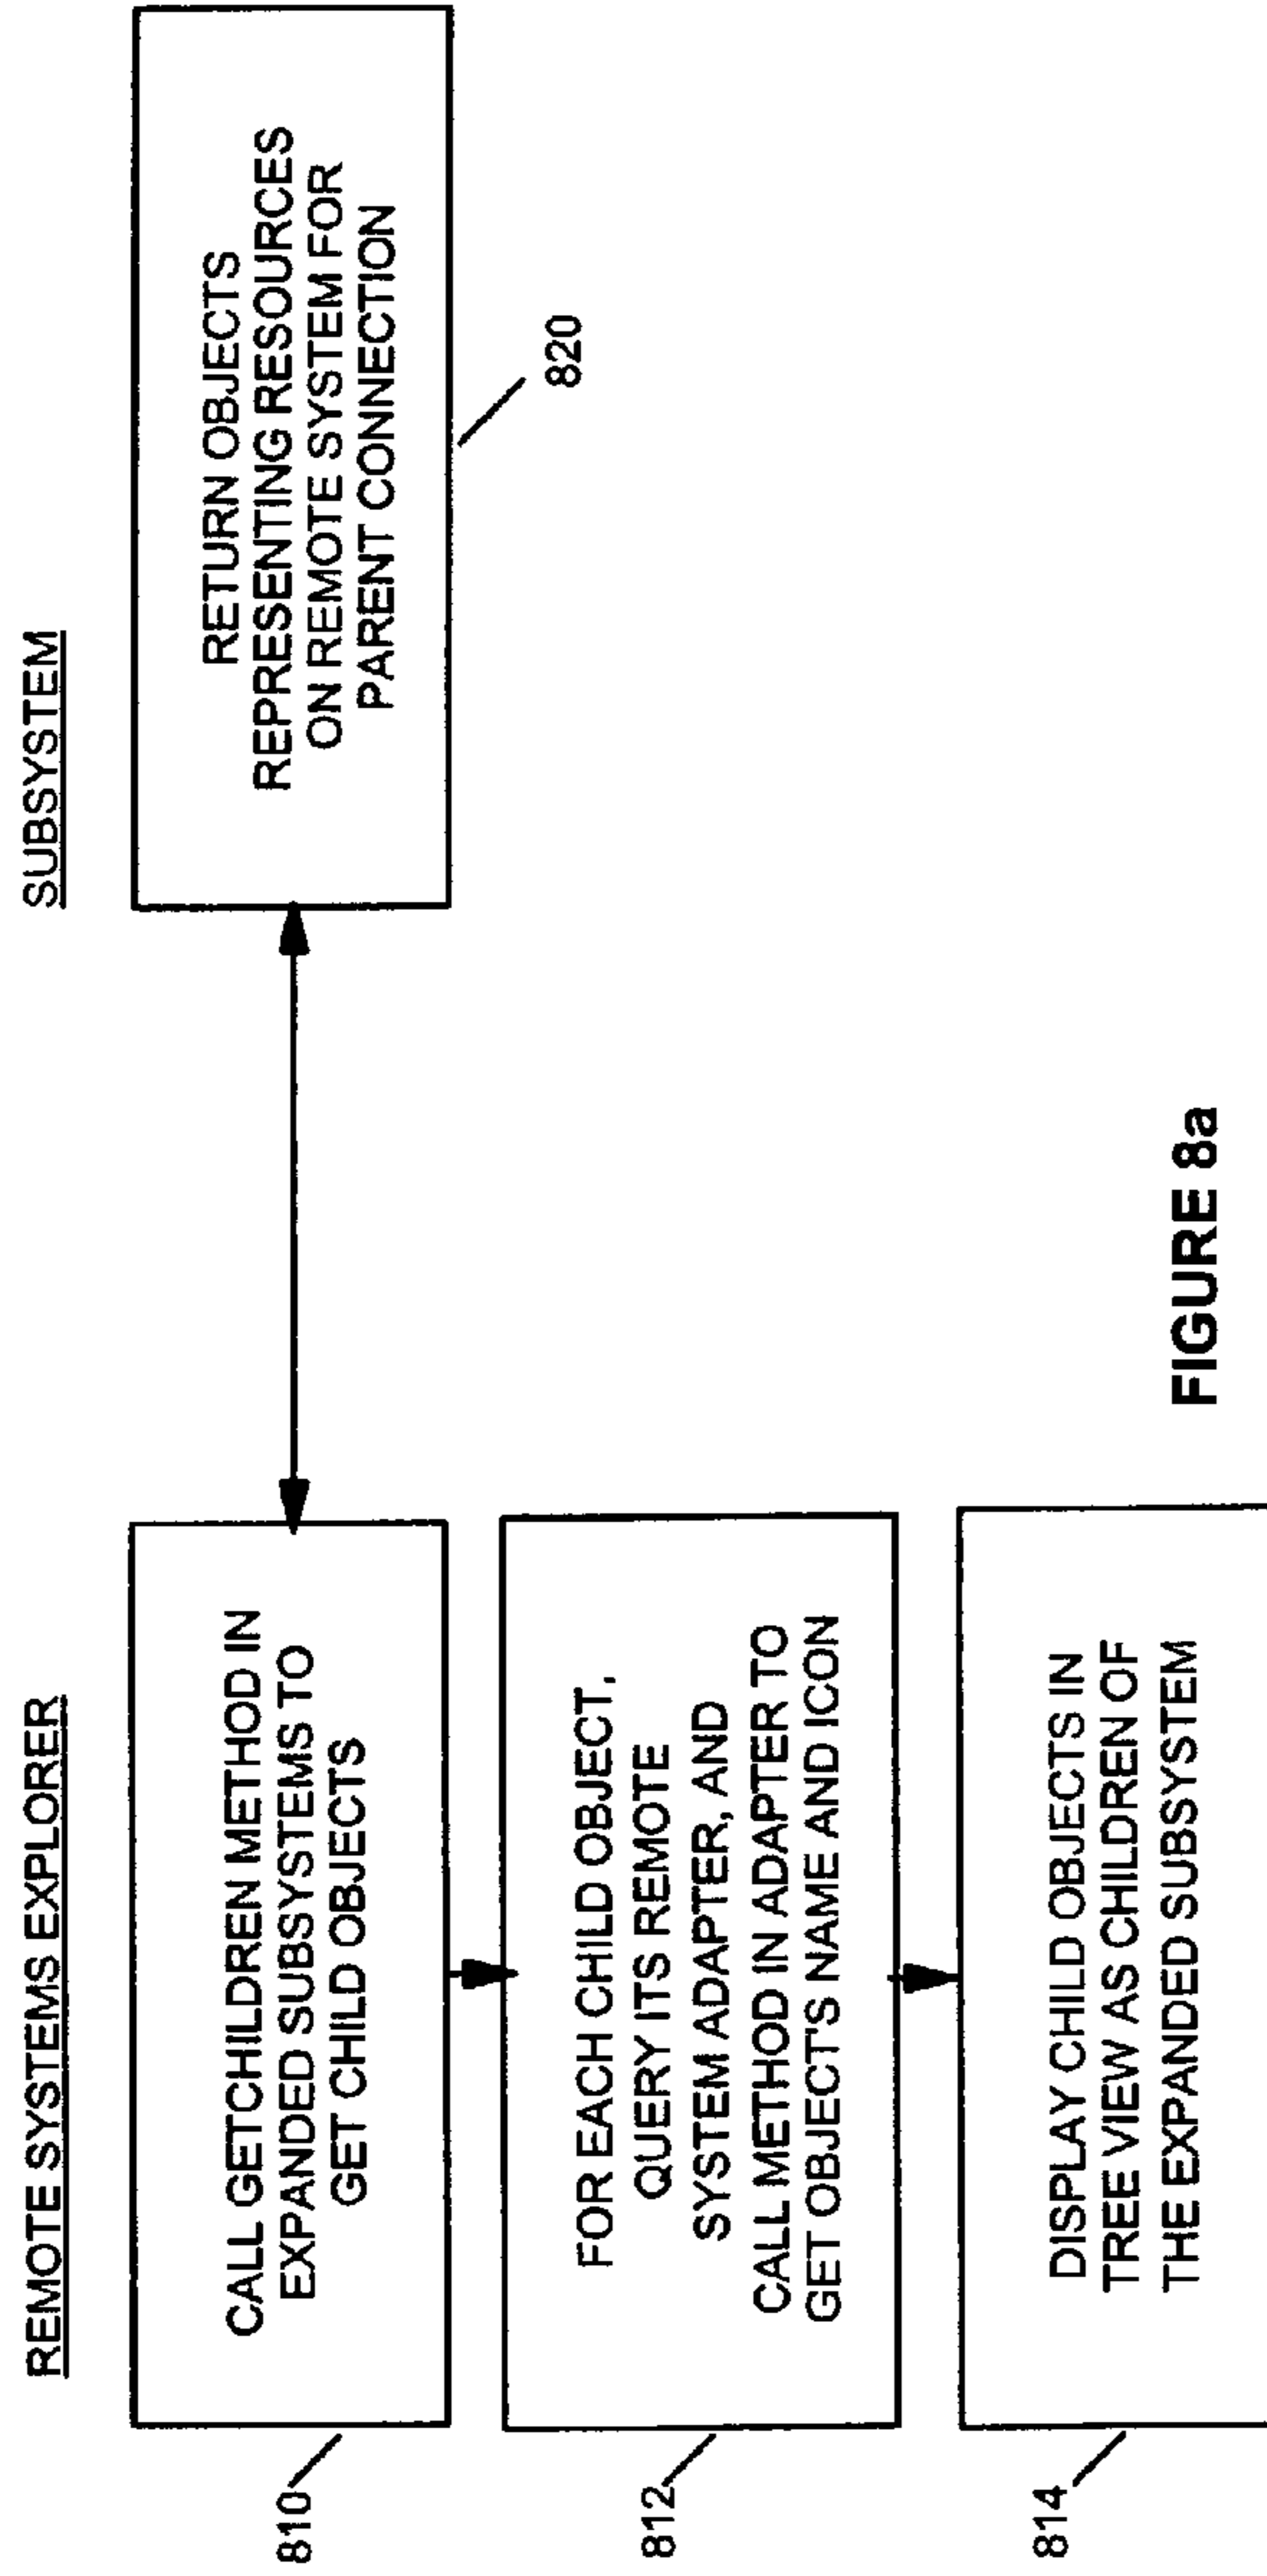 REMOTE SYSTEMS EXPLORER
SUBSYSTEM
CALL GETCHILDREN METHOD IN
EXPANDED SUBSYSTEMS TO
GET CHILD OBJECTS
810
RETURN OBJECTS
REPRESENTING RESOURCES
ON REMOTE SYSTEM FOR
PARENT CONNECTION
820
FOR EACH CHILD OBJECT,
QUERY ITS REMOTE
SYSTEM ADAPTER, AND
CALL METHOD IN ADAPTER TO
GET OBJECT'S NAME AND ICON
812
DISPLAY CHILD OBJECTS IN
TREE VIEW AS CHILDREN OF
THE EXPANDED SUBSYSTEM
814
FIGURE 8a